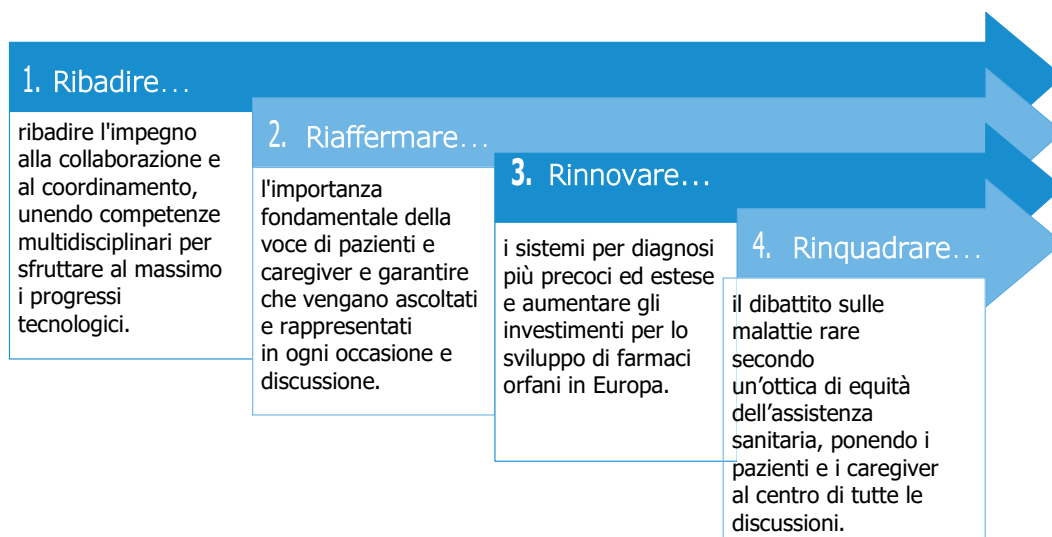 1. Ribadire...
ribadire l'impegno
alla collaborazione e
al coordinamento,
unendo competenze
multidisciplinari per
sfruttare al massimo
i progressi
tecnologici.
2. Riaffermare...
l'importanza
fondamentale della
voce di pazienti e
caregiver e garantire
che vengano ascoltati
e rappresentati
in ogni occasione e
discussione.
3. Rinnovare...
i sistemi per diagnosi
più precoci ed estese
e aumentare gli
investimenti per lo
sviluppo di farmaci
orfani in Europa.
4. Rinquadrare...
il dibattito sulle
malattie rare
secondo
un’ottica di equità
dell’assistenza
sanitaria, ponendo i
pazienti e i caregiver
al centro di tutte le
discussioni.